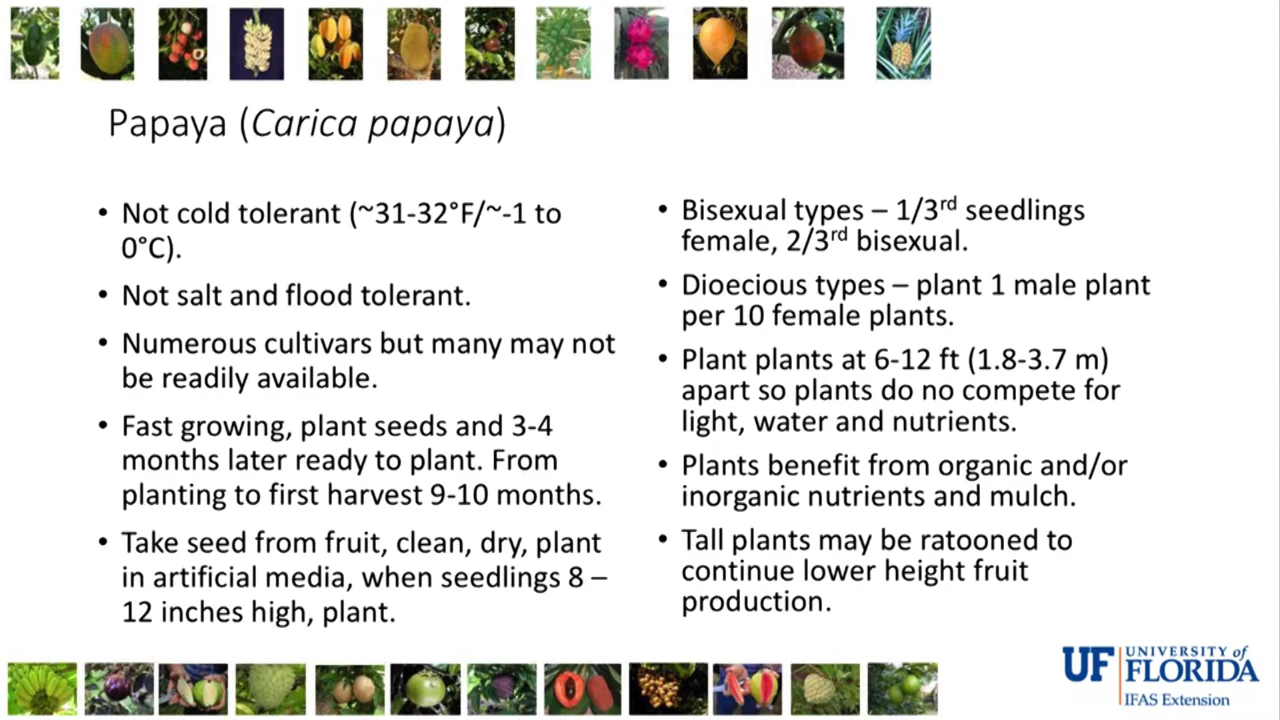 Papaya (Carica papaya)
• Not cold tolerant (~31-32°F/~-1 to
0°C).
• Not salt and flood tolerant.
• Numerous cultivars but many may not
be readily available.
• Fast growing, plant seeds and 3-4
months later ready to plant. From
planting to first harvest 9-10 months.
• Take seed from fruit, clean, dry, plant
in artificial media, when seedlings 8 –
12 inches high, plant.
• Bisexual types – 1/3rd seedlings
female, 2/3rd bisexual.
• Dioecious types – plant 1 male plant
per 10 female plants.
• Plant plants at 6-12 ft (1.8-3.7 m)
apart so plants do no compete for
light, water and nutrients.
• Plants benefit from organic and/or
inorganic nutrients and mulch.
• Tall plants may be ratooned to
continue lower height fruit
production.
UF UNIVERSITY of
FLORIDA
IFAS Extension